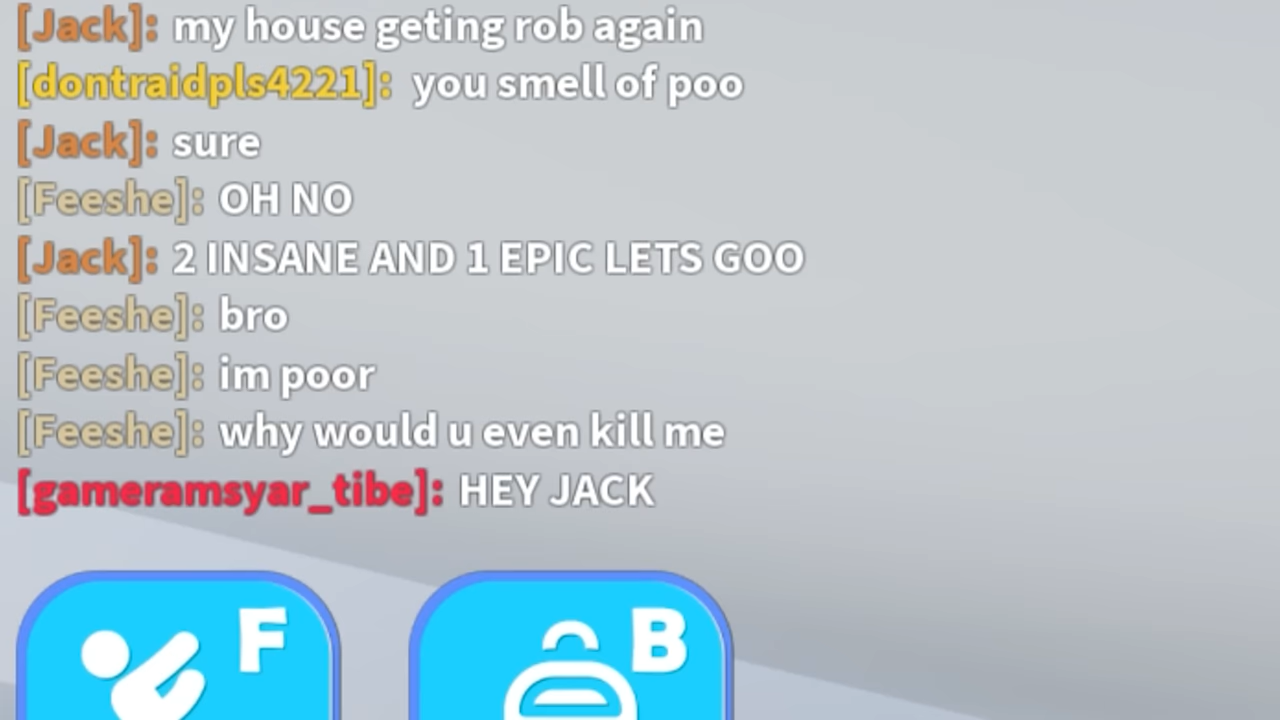 [Jack]: my house geting rob again
[dontraidpls4221]: you smell of poo
[Jack]: sure
[Feeshe]: OH NO
[Jack]: 2 INSANE AND 1 EPIC LETS GOO
[Feeshe]: bro
[Feeshe]: im poor
[Feeshe]: why would u even kill me
[gameramsyar_tibe]: HEY JACK
F
B